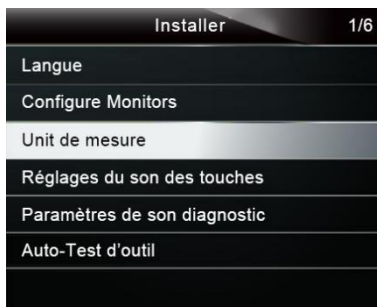 Installer 1/6
Langue
Configure Monitors
Unit de mesure
Réglages du son des touches
Paramètres de son diagnostic
Auto-Test d'outil